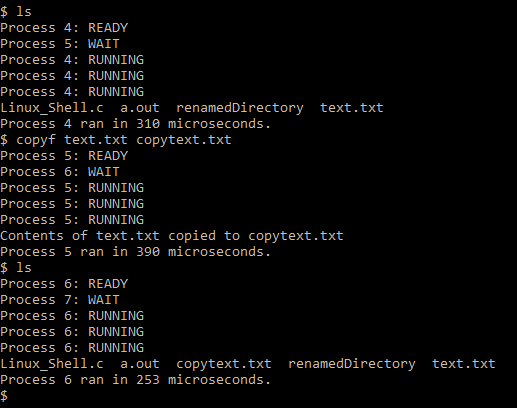 $ ls
Process 4: READY
Process 5: WAIT
Process 4: RUNNING
Process 4: RUNNING
Process 4: RUNNING
Linux_Shell.c  a.out  renamedDirectory  text.txt
Process 4 ran in 310 microseconds.
$ copyf text.txt copytext.txt
Process 5: READY
Process 6: WAIT
Process 5: RUNNING
Process 5: RUNNING
Process 5: RUNNING
Contents of text.txt copied to copytext.txt
Process 5 ran in 390 microseconds.
$ ls
Process 6: READY
Process 7: WAIT
Process 6: RUNNING
Process 6: RUNNING
Process 6: RUNNING
Linux_Shell.c  a.out  copytext.txt  renamedDirectory  text.txt
Process 6 ran in 253 microseconds.
$